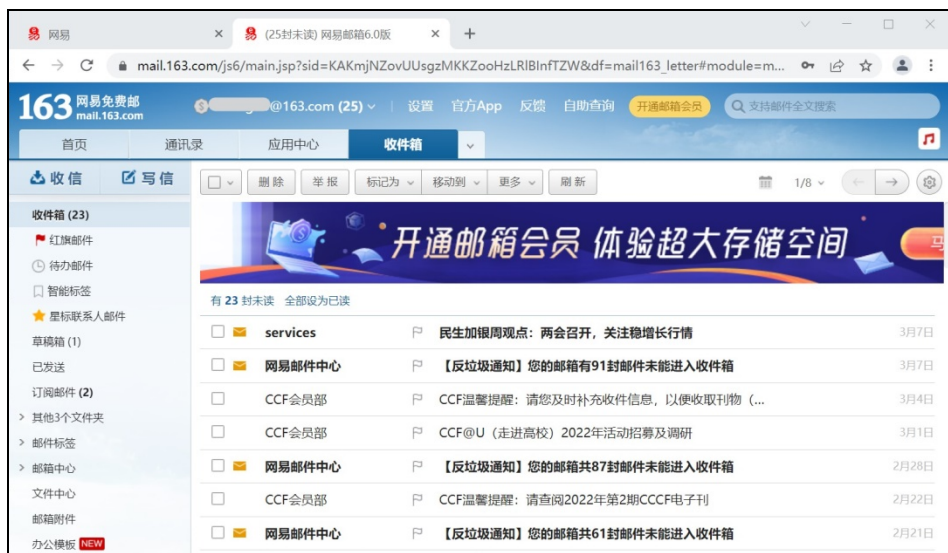 网易
(25封未读) 网易邮箱6.0版
mail.163.com/js6/main.jsp?sid=KAKmjNZovUUsgzMKKZooHzLRlBlnfTZW&df=mail163_letter#module=m...
163 网易免费邮
mail.163.com
@163.com (25) 设置 官方App 反馈 自助查询 开通邮箱会员 支持邮件全文搜索
首页 通讯录 应用中心 收件箱
收信 写信
删除 举报 标记为 移动到 更多 刷新 1/8
收件箱 (23)
红旗邮件
待办邮件
智能标签
星标联系人邮件
草稿箱 (1)
已发送
订阅邮件 (2)
其他3个文件夹
邮件标签
邮箱中心
文件中心
邮箱附件
办公模板 NEW
开通邮箱会员 体验超大存储空间
有 23 封未读 全部设为已读
services 民生加银周观点：两会召开，关注稳增长行情 3月7日
网易邮件中心 【反垃圾通知】您的邮箱有91封邮件未能进入收件箱 3月7日
CCF会员部 CCF温馨提醒：请您及时补充收件信息，以便收取刊物（... 3月4日
CCF会员部 CCF@U（走进高校）2022年活动招募及调研 3月1日
网易邮件中心 【反垃圾通知】您的邮箱共87封邮件未能进入收件箱 2月28日
CCF会员部 CCF温馨提醒：请查阅2022年第2期CCCF电子刊 2月22日
网易邮件中心 【反垃圾通知】您的邮箱共61封邮件未能进入收件箱 2月21日